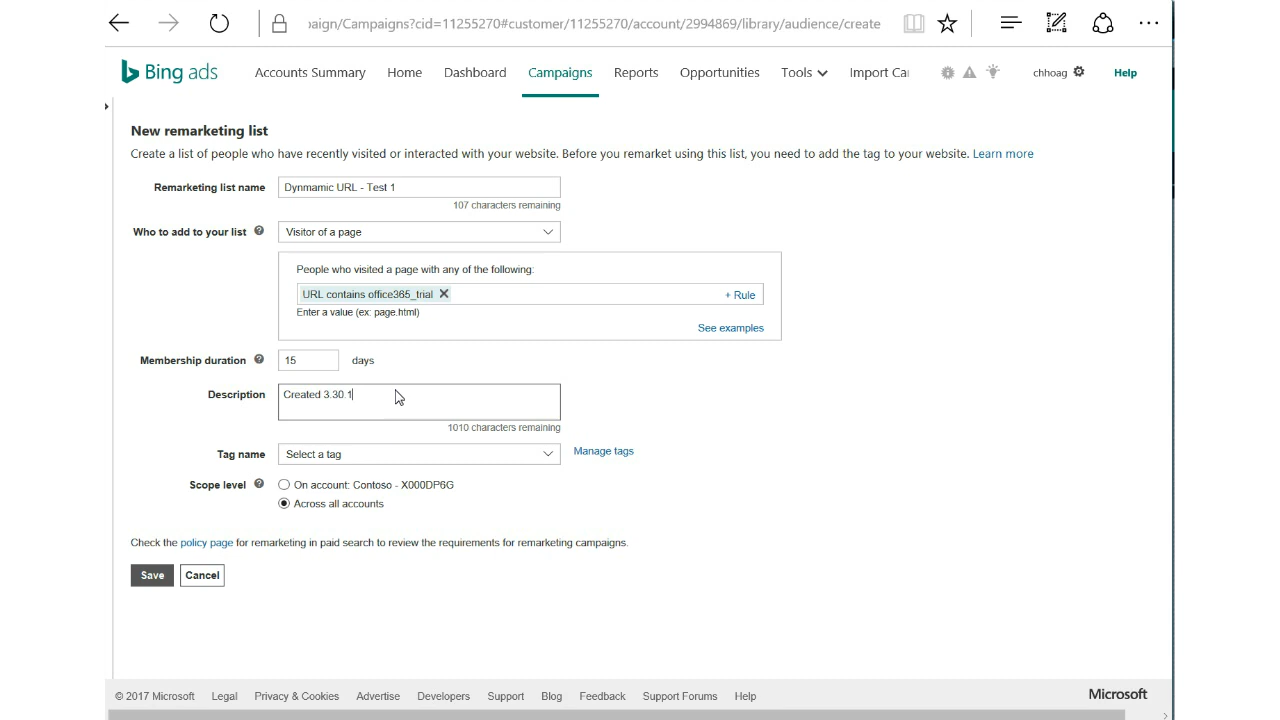 ›aign/Campaigns?cid=11255270#customer/11255270/account/2994869/library/audience/create
Bing ads
Accounts Summary Home Dashboard Campaigns Reports Opportunities Tools Import Ca
chhoag Help
New remarketing list
Create a list of people who have recently visited or interacted with your website. Before you remarket using this list, you need to add the tag to your website. Learn more
Remarketing list name Dynmamic URL - Test 1
107 characters remaining
Who to add to your list Visitor of a page
People who visited a page with any of the following:
URL contains office365_trial + Rule
Enter a value (ex: page.html)
See examples
Membership duration 15 days
Description Created 3.30.1
1010 characters remaining
Tag name Select a tag Manage tags
Scope level On account: Contoso - X000DP6G
Across all accounts
Check the policy page for remarketing in paid search to review the requirements for remarketing campaigns.
Save Cancel
© 2017 Microsoft Legal Privacy & Cookies Advertise Developers Support Blog Feedback Support Forums Help Microsoft